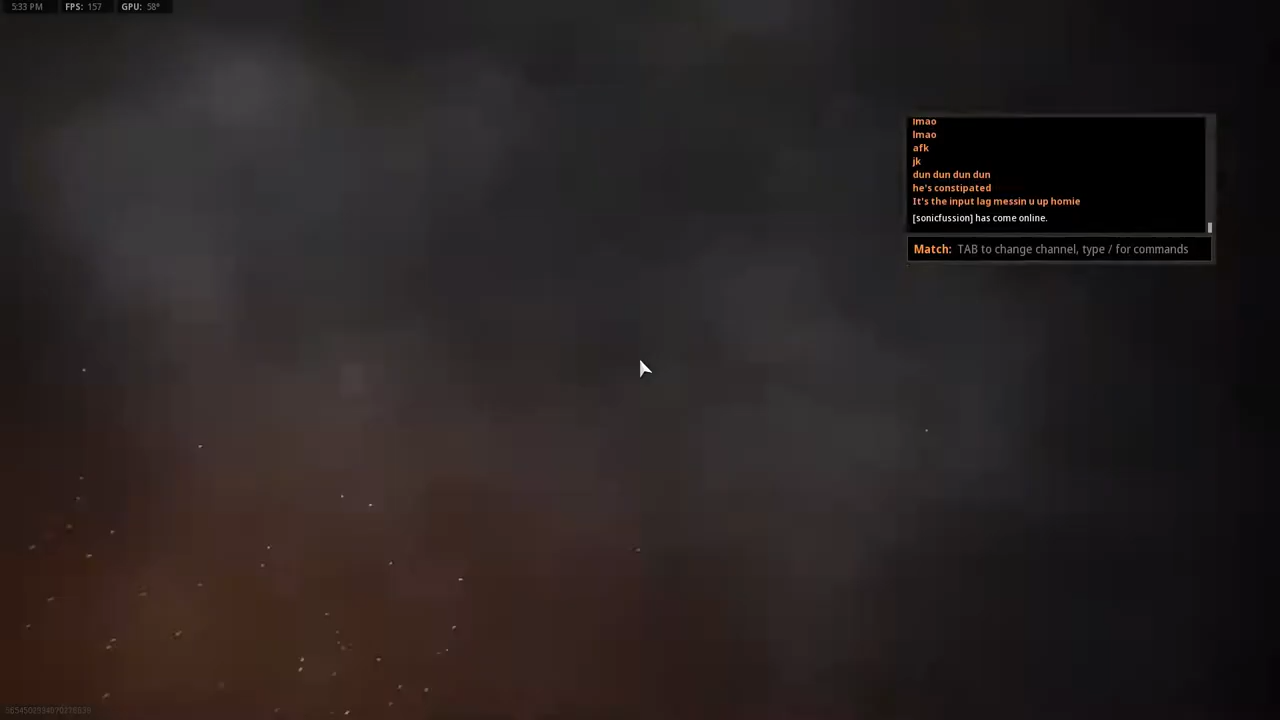 5:33 PM FPS: 157 GPU: 58°
lmao
lmao
afk
jk
dun dun dun dun
he's constipated
It's the input lag messin u up homie
[sonicfussion] has come online.
Match: TAB to change channel, type / for commands